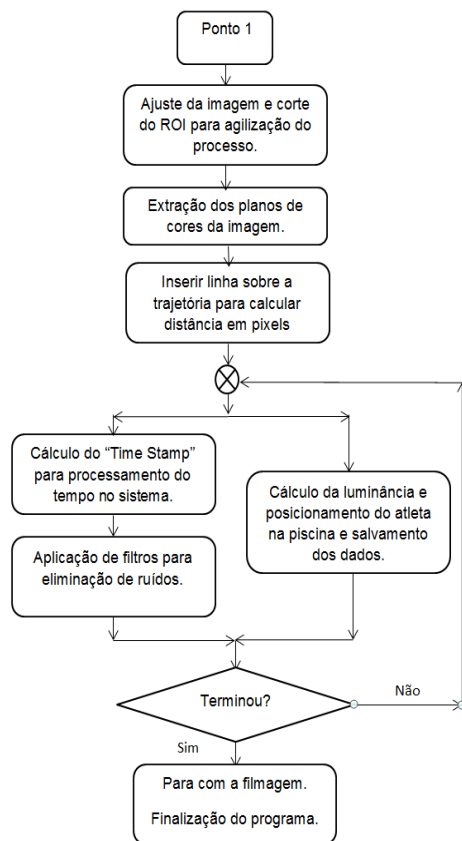 Ponto 1
Ajuste da imagem e corte
do ROI para agilização do
processo.
Extração dos planos de
cores da imagem.
Inserir linha sobre a
trajetória para calcular
distância em pixels
Cálculo do “Time Stamp”
para processamento do
tempo no sistema.
Cálculo da luminância e
posicionamento do atleta
na piscina e salvamento
dos dados.
Aplicação de filtros para
eliminação de ruídos.
Terminou?
Não
Sim
Para com a filmagem.
Finalização do programa.